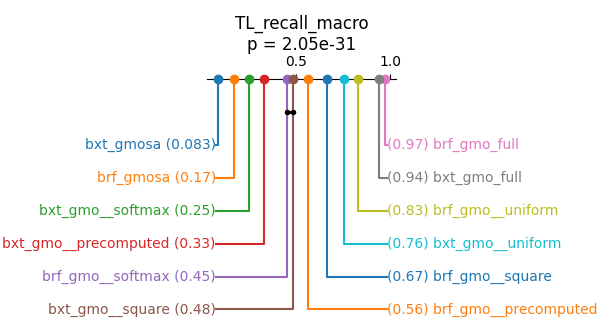 TL_recall_macro
p = 2.05e-31
0.5 1.0
bxt_gmosa (0.083) (0.97) brf_gmo_full
brf_gmosa (0.17) (0.94) bxt_gmo_full
bxt_gmo__softmax (0.25) (0.83) brf_gmo__uniform
bxt_gmo__precomputed (0.33) (0.76) bxt_gmo__uniform
brf_gmo__softmax (0.45) (0.67) brf_gmo__square
bxt_gmo__square (0.48) (0.56) brf_gmo__precomputed